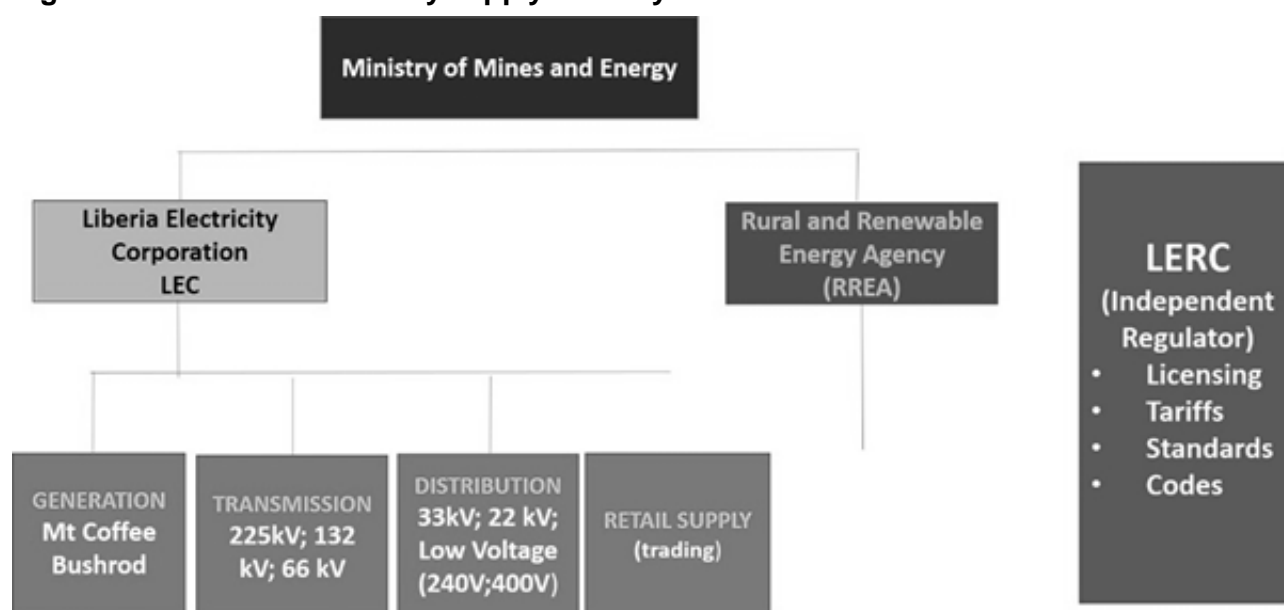 Ministry of Mines and Energy
Liberia Electricity
Corporation
LEC
Rural and Renewable
Energy Agency
(RREA)
GENERATION
Mt Coffee
Bushrod
TRANSMISSION
225kV; 132
kV; 66 kV
DISTRIBUTION
33kV; 22 kV;
Low Voltage
(240V;400V)
RETAIL SUPPLY
(trading)
LERC
(Independent
Regulator)
• Licensing
• Tariffs
• Standards
• Codes